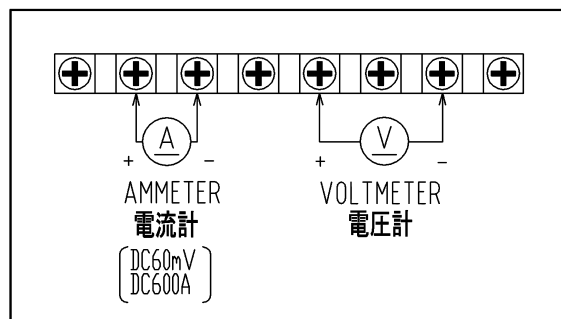 A V
+ − + −
AMMETER VOLTMETER
電流計 電圧計
DC60mV
DC600A